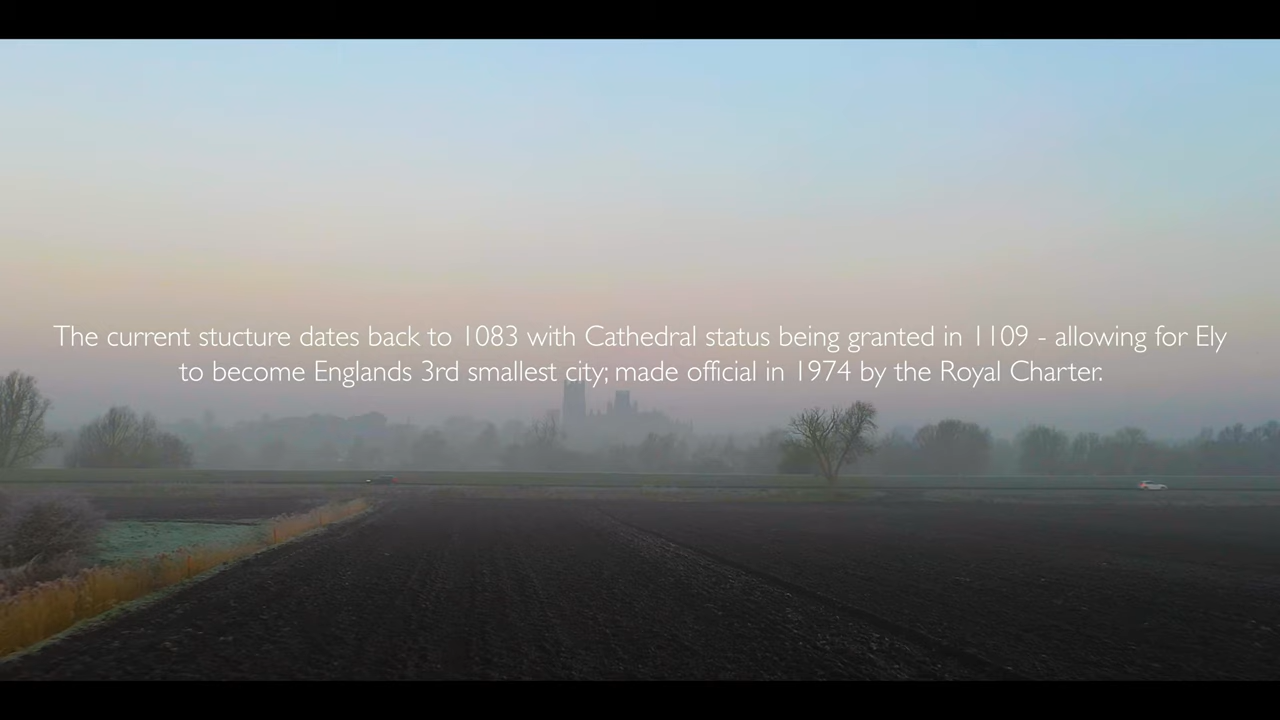 The current stucture dates back to 1083 with Cathedral status being granted in 1109 - allowing for Ely
to become Englands 3rd smallest city; made official in 1974 by the Royal Charter.